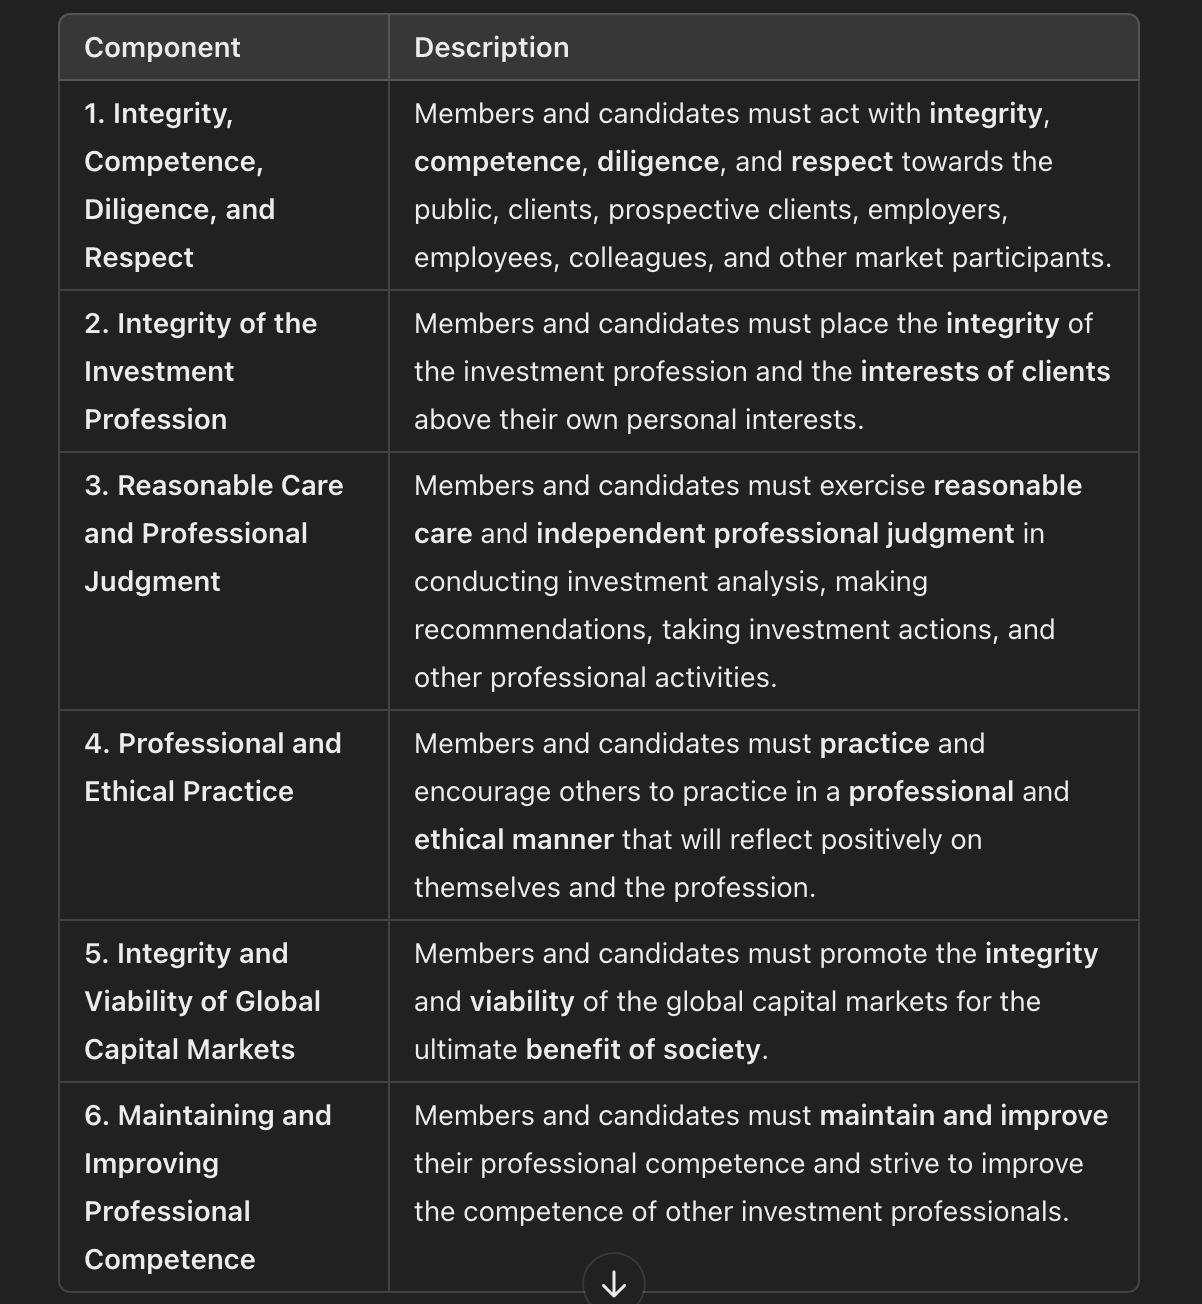 Component
Description
1. Integrity,
Competence,
Diligence, and
Respect
Members and candidates must act with integrity,
competence, diligence, and respect towards the
public, clients, prospective clients, employers,
employees, colleagues, and other market participants.
2. Integrity of the
Investment
Profession
Members and candidates must place the integrity of
the investment profession and the interests of clients
above their own personal interests.
3. Reasonable Care
and Professional
Judgment
Members and candidates must exercise reasonable
care and independent professional judgment in
conducting investment analysis, making
recommendations, taking investment actions, and
other professional activities.
4. Professional and
Ethical Practice
Members and candidates must practice and
encourage others to practice in a professional and
ethical manner that will reflect positively on
themselves and the profession.
5. Integrity and
Viability of Global
Capital Markets
Members and candidates must promote the integrity
and viability of the global capital markets for the
ultimate benefit of society.
6. Maintaining and
Improving
Professional
Competence
Members and candidates must maintain and improve
their professional competence and strive to improve
the competence of other investment professionals.